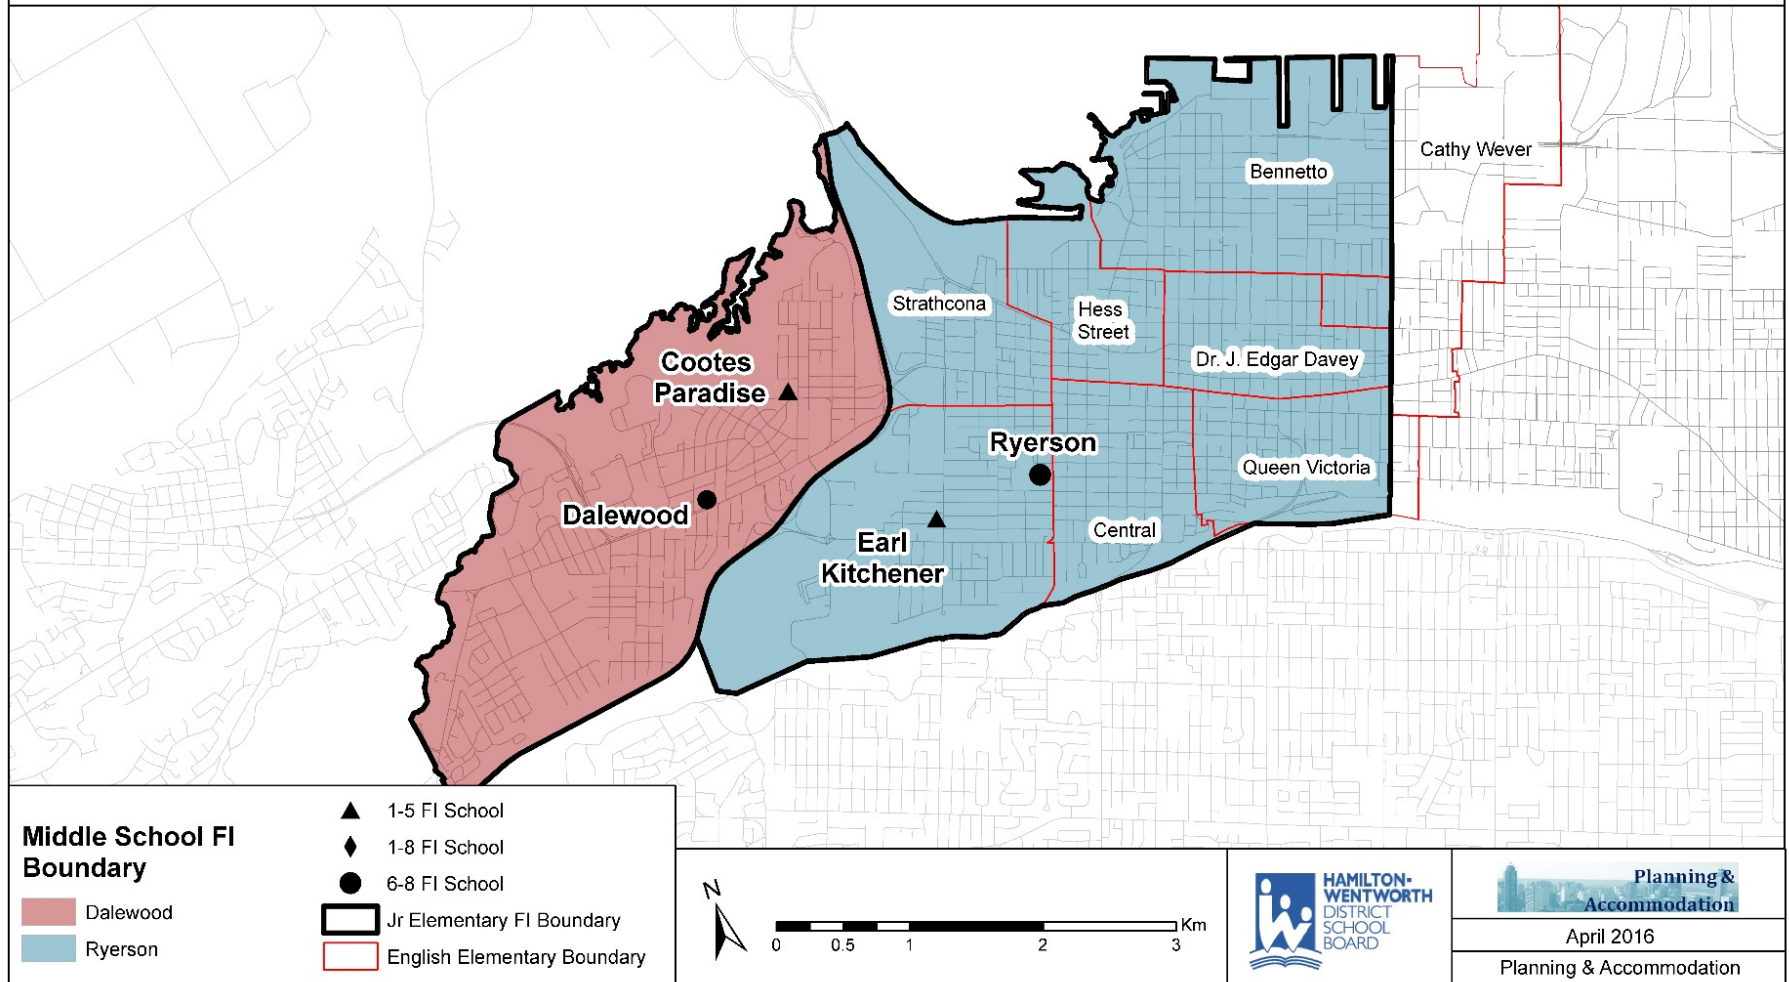 Cathy Wever
Bennetto
Strathcona
Hess
Street
Dr. J. Edgar Davey
Cootes
Paradise
Ryerson
Queen Victoria
Dalewood
Central
Earl
Kitchener
Middle School FI
Boundary
Dalewood
Ryerson
1-5 FI School
1-8 FI School
6-8 FI School
Jr Elementary FI Boundary
English Elementary Boundary
N
Km
0 0.5 1 2 3
HAMILTON-
WENTWORTH
DISTRICT
SCHOOL
BOARD
Planning &
Accommodation
April 2016
Planning & Accommodation